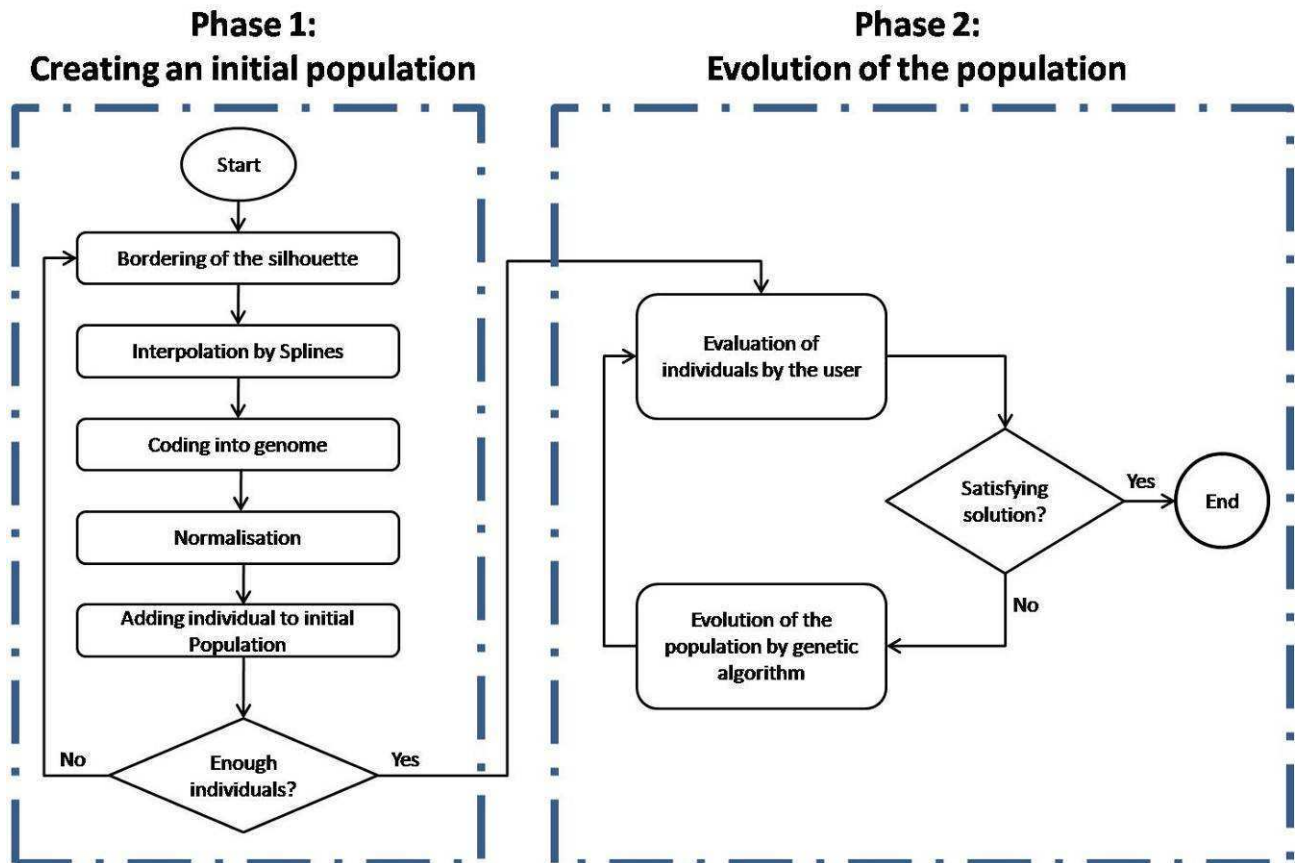 Phase 1:
Creating an initial population
Start
Bordering of the silhouette
Interpolation by Splines
Coding into genome
Normalisation
Adding individual to initial
Population
Enough
individuals?
No
Yes
Phase 2:
Evolution of the population
Evaluation of
individuals by the user
Satisfying
solution?
Yes
End
No
Evolution of the
population by genetic
algorithm